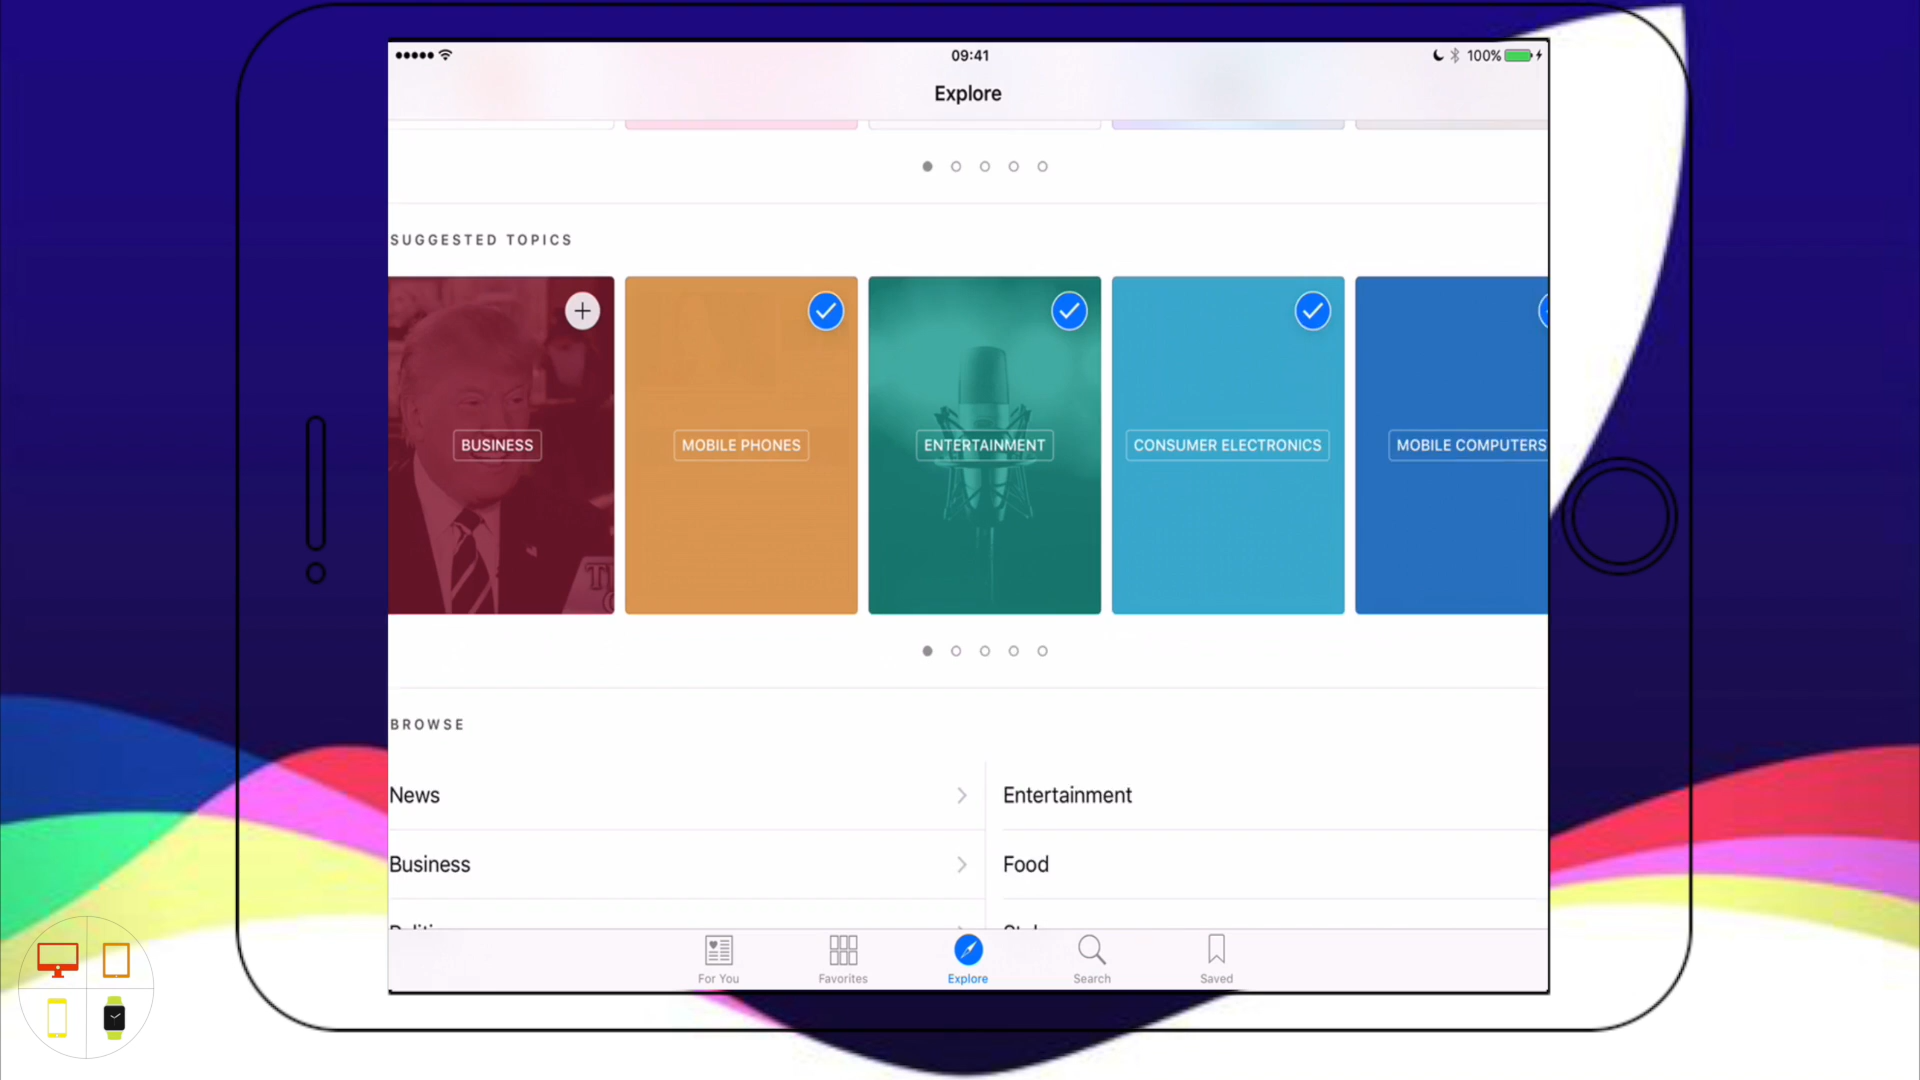 09:41
100%
Explore
SUGGESTED TOPICS
BUSINESS
MOBILE PHONES
ENTERTAINMENT
CONSUMER ELECTRONICS
MOBILE COMPUTERS
BROWSE
News
Entertainment
Business
Food
For You
Favorites
Explore
Search
Saved